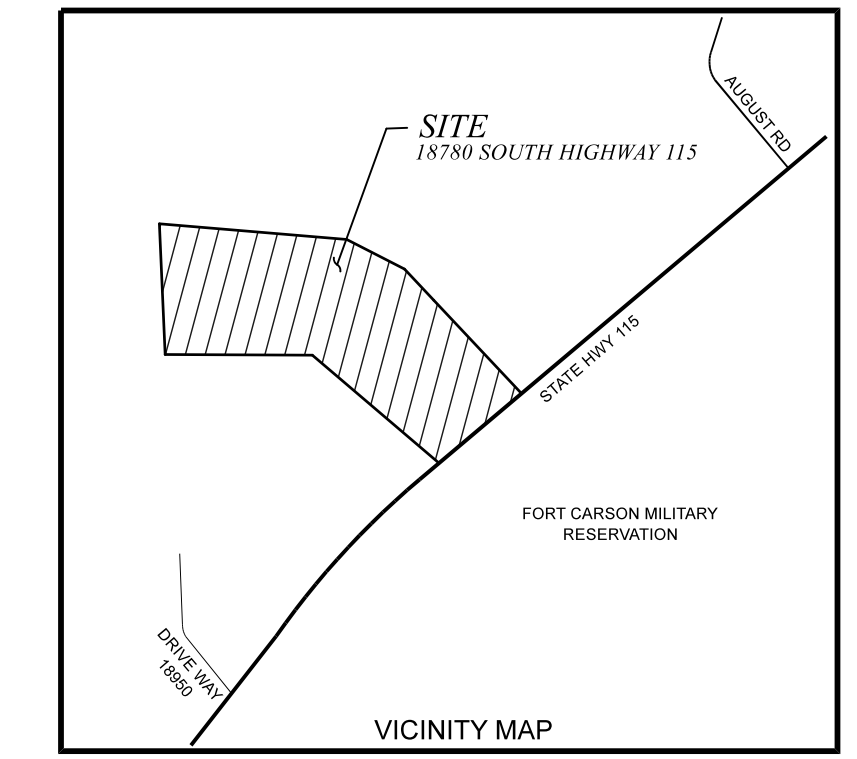 AUGUST RD
SITE
18780 SOUTH HIGHWAY 115
STATE HWY 115
FORT CARSON MILITARY
RESERVATION
DRIVE WAY
18950
VICINITY MAP